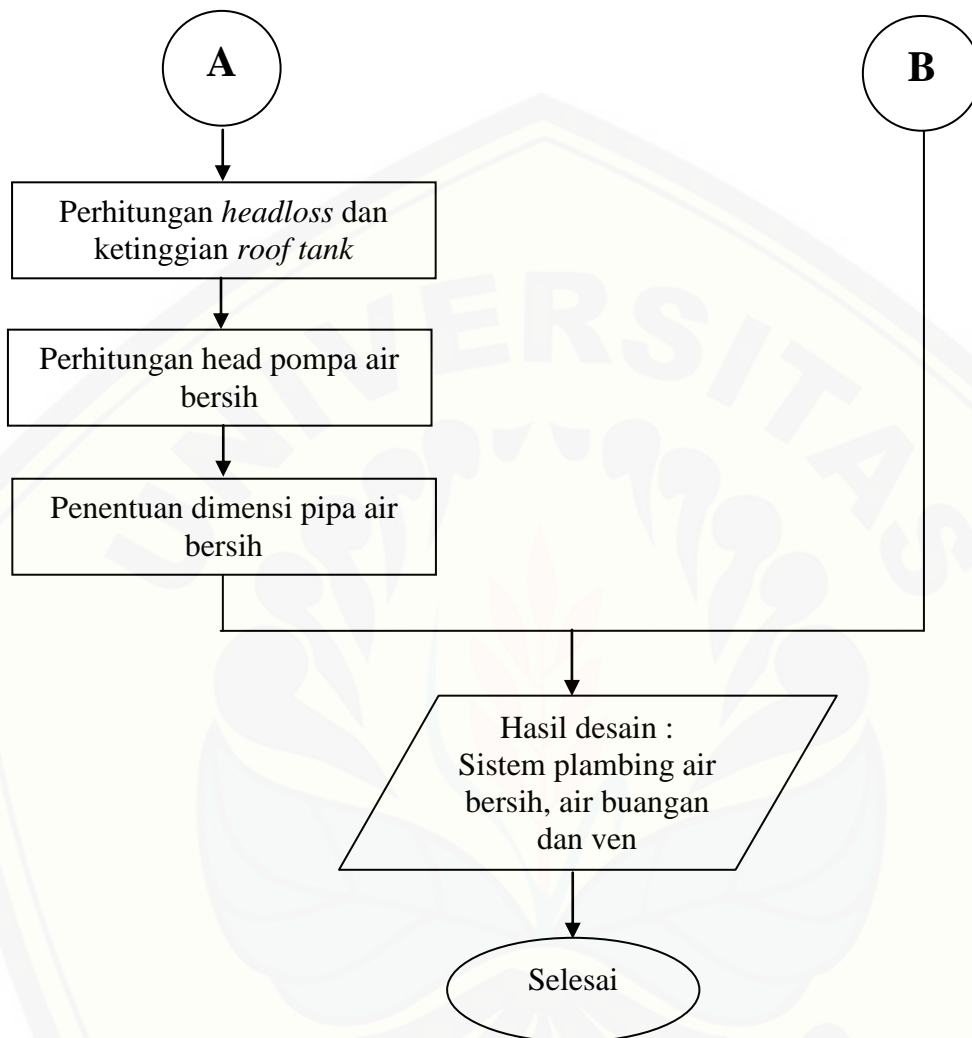 A
B
Perhitungan headloss dan
ketinggian roof tank
Perhitungan head pompa air
bersih
Penentuan dimensi pipa air
bersih
Hasil desain :
Sistem plambing air
bersih, air buangan
dan ven
Selesai
UNIVERSITAS